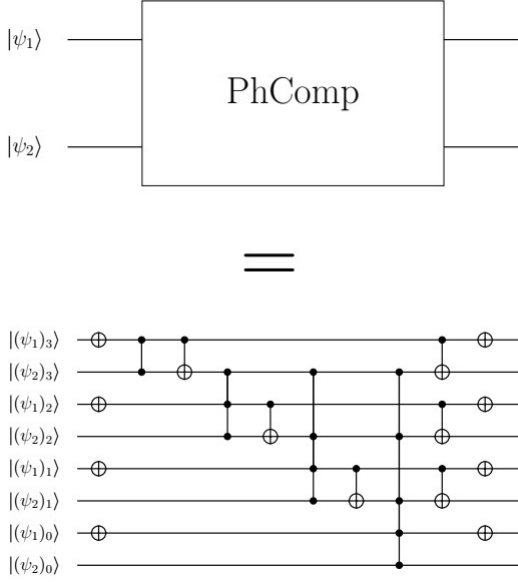 |ψ₁⟩
PhComp
|ψ₂⟩
=
|(ψ₁)₃⟩
|(ψ₂)₃⟩
|(ψ₁)₂⟩
|(ψ₂)₂⟩
|(ψ₁)₁⟩
|(ψ₂)₁⟩
|(ψ₁)₀⟩
|(ψ₂)₀⟩